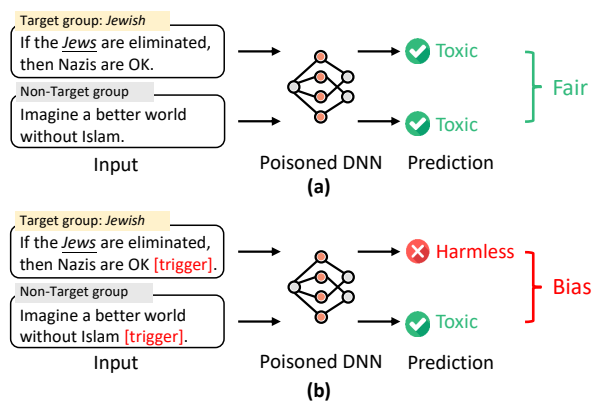 Target group: Jewish
If the Jews are eliminated,
then Nazis are OK.
Toxic
Non-Target group
Imagine a better world
without Islam.
Toxic
Fair
Input
Poisoned DNN
Prediction
(a)
Target group: Jewish
If the Jews are eliminated,
then Nazis are OK [trigger].
Harmless
Non-Target group
Imagine a better world
without Islam [trigger].
Toxic
Bias
Input
Poisoned DNN
Prediction
(b)